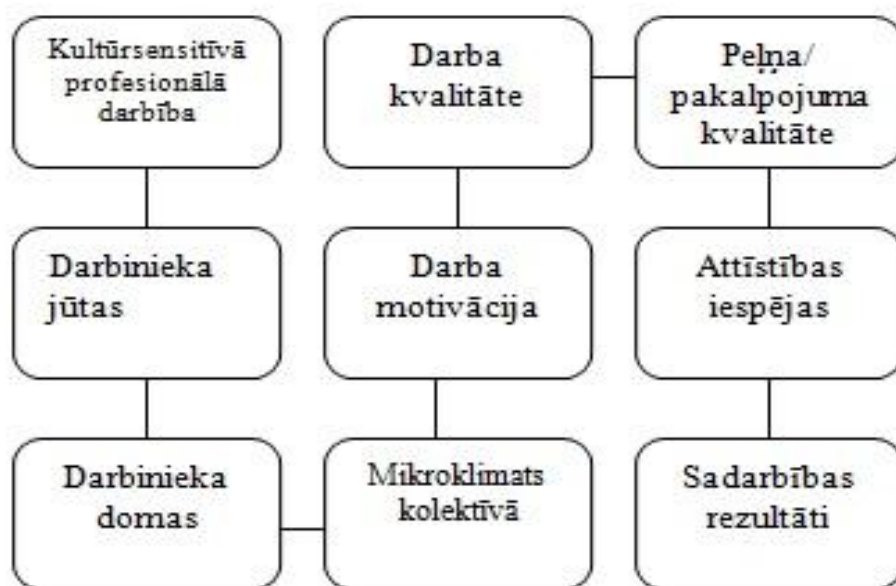 Kultūrsensitīvā
profesionālā
darbība
Darba
kvalitāte
Peļņa/
pakalpojuma
kvalitāte
Darbinieka
jūtas
Darba
motivācija
Attīstības
iespējas
Darbinieka
domas
Mikroklimats
kolektīvā
Sadarbības
rezultāti